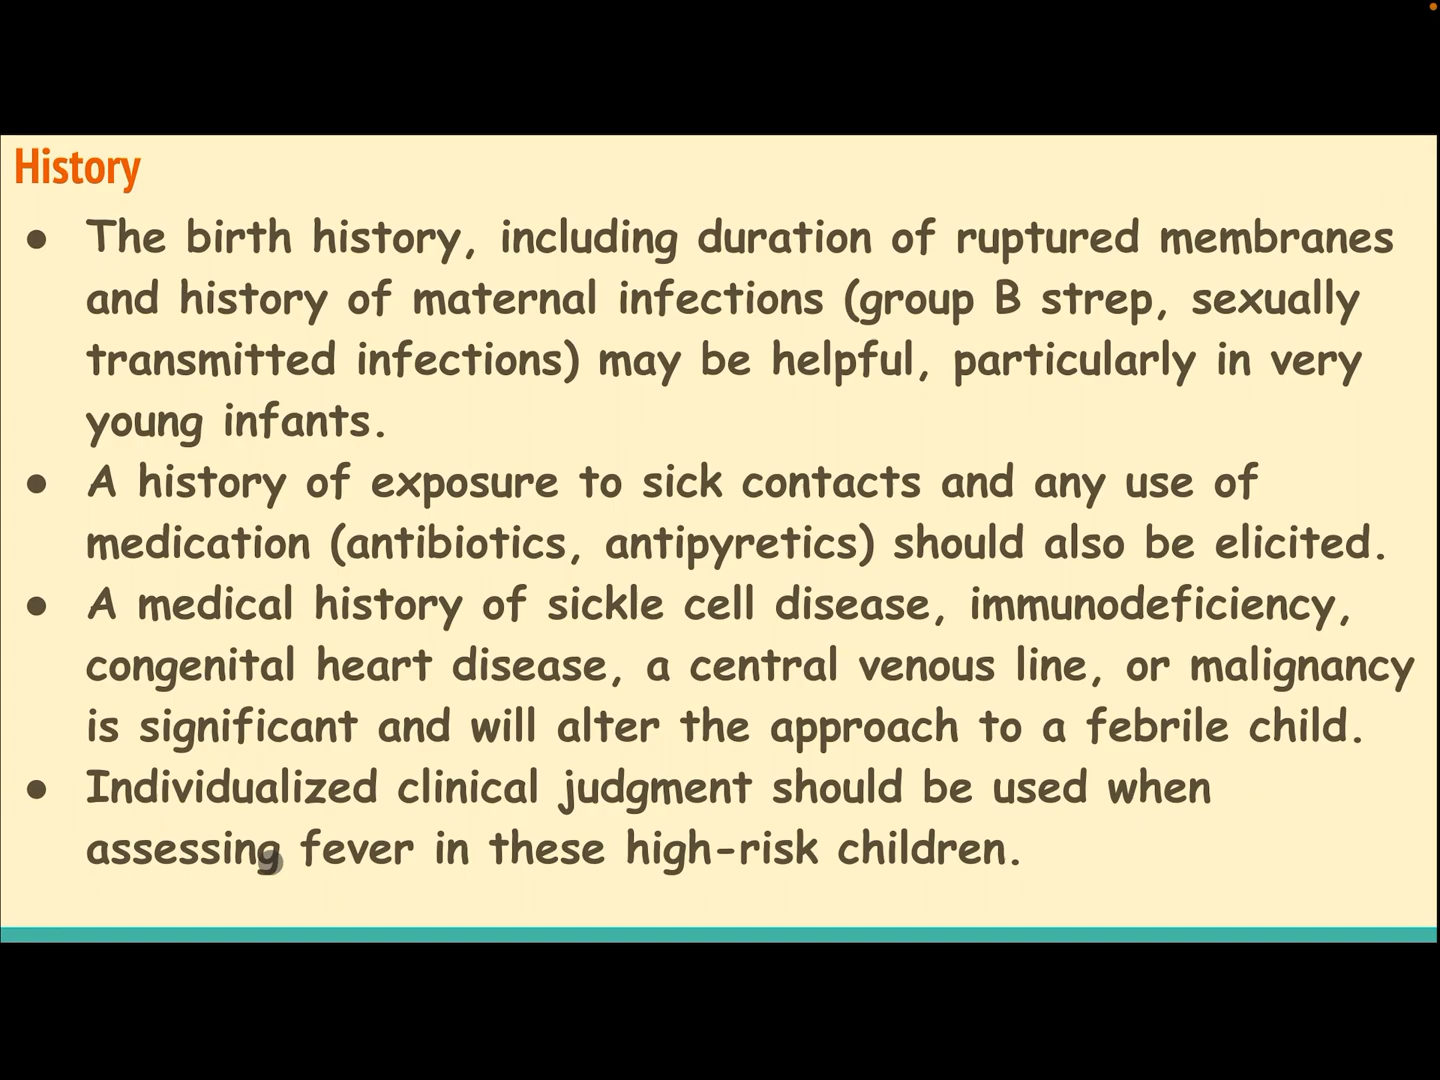 History
● The birth history, including duration of ruptured membranes
and history of maternal infections (group B strep, sexually
transmitted infections) may be helpful, particularly in very
young infants.
● A history of exposure to sick contacts and any use of
medication (antibiotics, antipyretics) should also be elicited.
● A medical history of sickle cell disease, immunodeficiency,
congenital heart disease, a central venous line, or malignancy
is significant and will alter the approach to a febrile child.
● Individualized clinical judgment should be used when
assessing fever in these high-risk children.